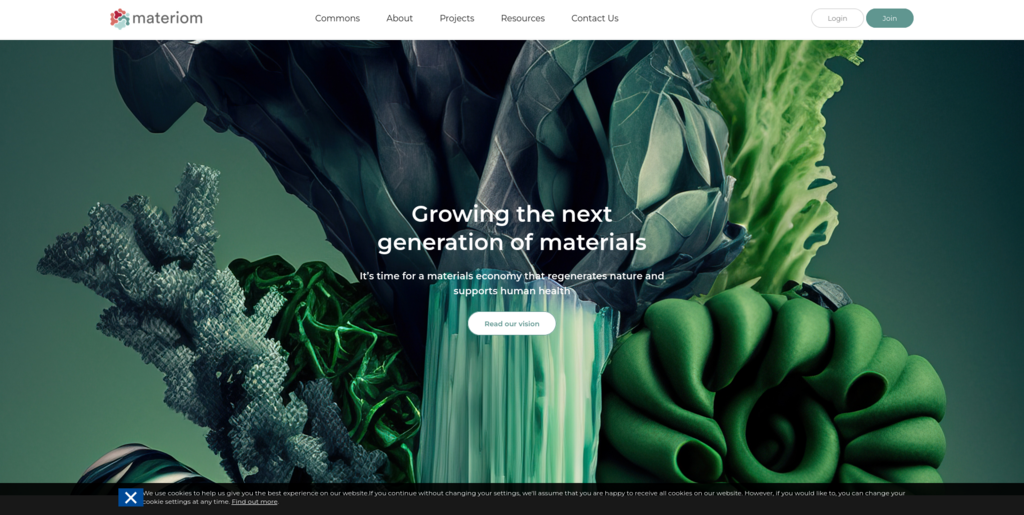 materiom
Commons
About
Projects
Resources
Contact Us
Login
Join
Growing the next
generation of materials
It's time for a materials economy that regenerates nature and
supports human health
Read our vision
We use cookies to help us give you the best experience on our website.If you continue without changing your settings, we'll assume that you are happy to receive all cookies on our website. However, if you would like to, you can change your
cookie settings at any time. Find out more.